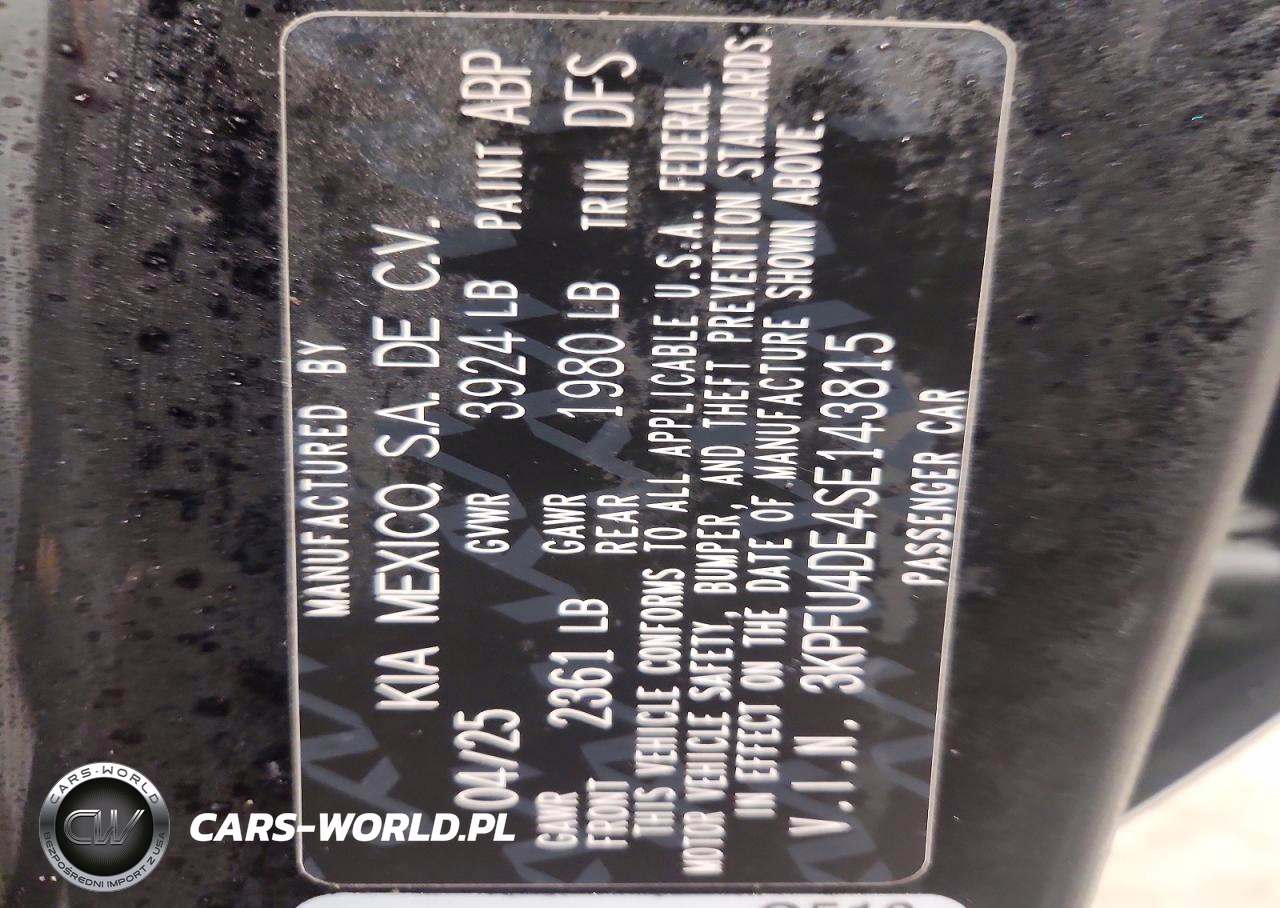 MANUFACTURED BY
KIA MEXICO, S.A. DE C.V.
04/25 GVWR 3924 LB PAINT ABP
GAWR FRONT 2361 LB GAWR REAR 1980 LB TRIM DFS
THIS VEHICLE CONFORMS TO ALL APPLICABLE U.S.A. FEDERAL
MOTOR VEHICLE SAFETY, BUMPER, AND THEFT PREVENTION STANDARDS
IN EFFECT ON THE DATE OF MANUFACTURE SHOWN ABOVE.
V.I.N. 3KPFU4DE4SE143815
PASSENGER CAR
CARS-WORLD
CW
BEZPOŚREDNI IMPORT Z USA
CARS-WORLD.PL